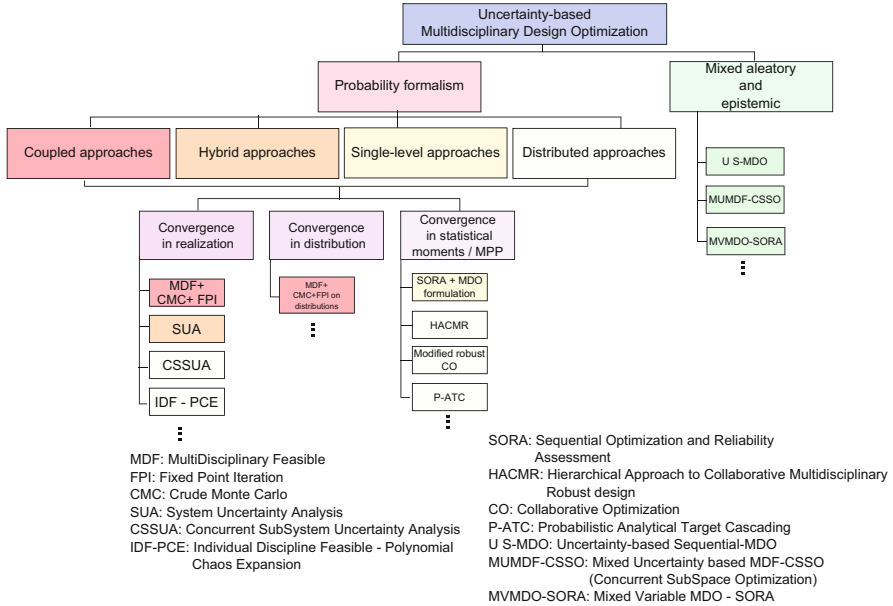 Uncertainty-based
Multidisciplinary Design Optimization
Probability formalism
Mixed aleatory
and
epistemic
Coupled approaches
Hybrid approaches
Single-level approaches
Distributed approaches
U S-MDO
MUMDF-CSSO
MVMDO-SORA
Convergence
in realization
Convergence
in distribution
Convergence
in statistical
moments / MPP
MDF+
CMC+ FPI
SUA
CSSUA
IDF - PCE
MDF+
CMC+FPI on
distributions
SORA + MDO
formulation
HACMR
Modified robust
CO
P-ATC
MDF: MultiDisciplinary Feasible
FPI: Fixed Point Iteration
CMC: Crude Monte Carlo
SUA: System Uncertainty Analysis
CSSUA: Concurrent SubSystem Uncertainty Analysis
IDF-PCE: Individual Discipline Feasible - Polynomial
Chaos Expansion
SORA: Sequential Optimization and Reliability
Assessment
HACMR: Hierarchical Approach to Collaborative Multidisciplinary
Robust design
CO: Collaborative Optimization
P-ATC: Probabilistic Analytical Target Cascading
U S-MDO: Uncertainty-based Sequential-MDO
MUMDF-CSSO: Mixed Uncertainty based MDF-CSSO
(Concurrent SubSpace Optimization)
MVMDO-SORA: Mixed Variable MDO - SORA